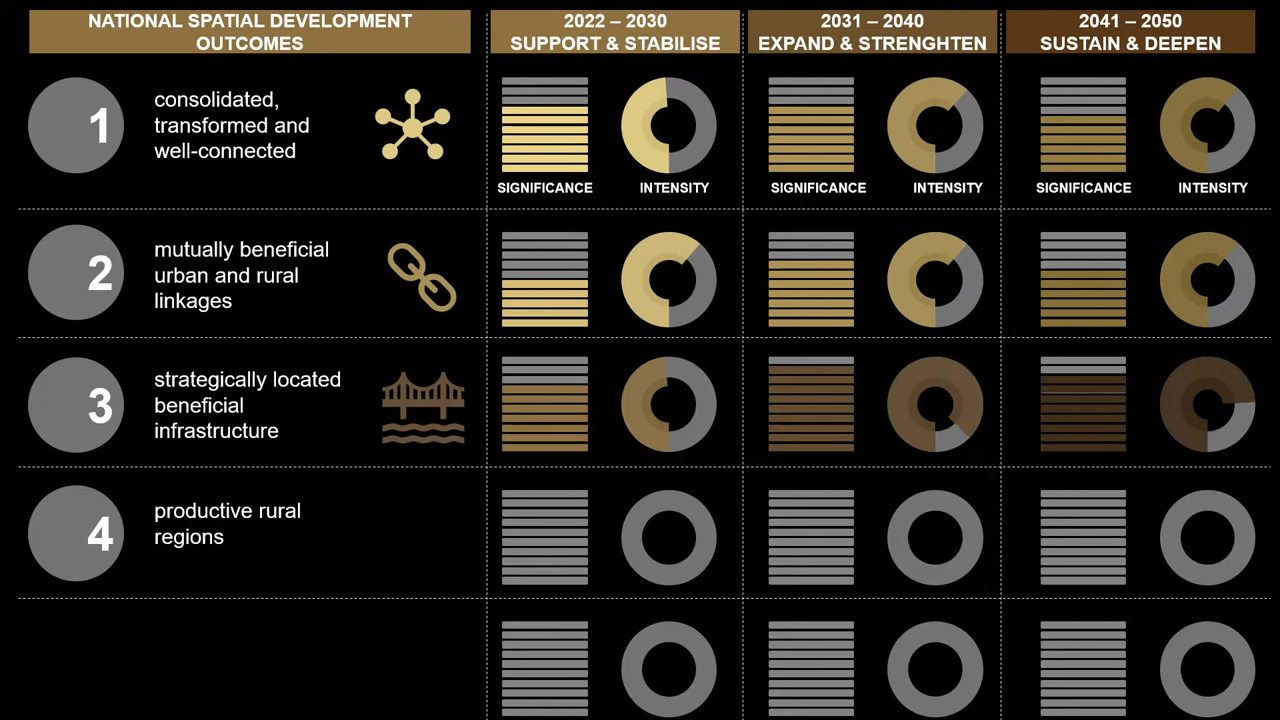 NATIONAL SPATIAL DEVELOPMENT
OUTCOMES
2022 – 2030
SUPPORT & STABILISE
2031 – 2040
EXPAND & STRENGHTEN
2041 – 2050
SUSTAIN & DEEPEN
1
consolidated,
transformed and
well-connected
SIGNIFICANCE
INTENSITY
SIGNIFICANCE
INTENSITY
SIGNIFICANCE
INTENSITY
2
mutually beneficial
urban and rural
linkages
3
strategically located
beneficial
infrastructure
4
productive rural
regions